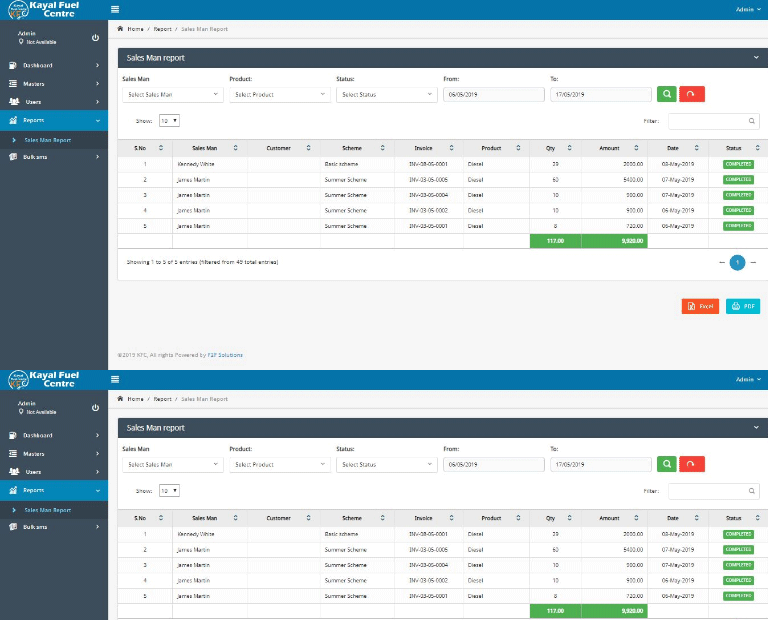 Kayal Fuel
Centre
Admin
Admin
Not Available
Home / Report / Sales Man Report
Dashboard
Masters
Users
Reports
Sales Man Report
Bulk sms
Sales Man report
Sales Man Product: Status: From: To:
Select Sales Man Select Product Select Status 06/05/2019 17/05/2019
Show: 10 Filter:
S.No Sales Man Customer Scheme Invoice Product Qty Amount Date Status
1 Kennedy White Basic scheme INV-08-05-0001 Diesel 29 2000.00 08-May-2019 COMPLETED
2 James Martin Summer Scheme INV-03-05-0005 Diesel 60 5400.00 07-May-2019 COMPLETED
3 James Martin Summer Scheme INV-03-05-0004 Diesel 10 900.00 07-May-2019 COMPLETED
4 James Martin Summer Scheme INV-03-05-0002 Diesel 10 900.00 06-May-2019 COMPLETED
5 James Martin Summer Scheme INV-03-05-0001 Diesel 8 720.00 06-May-2019 COMPLETED
117.00 9,920.00
Showing 1 to 5 of 5 entries (filtered from 49 total entries)
1
Excel PDF
©2019 KFC, All rights Powered by F2F Solutions
Kayal Fuel
Centre
Admin
Admin
Not Available
Home / Report / Sales Man Report
Dashboard
Masters
Users
Reports
Sales Man Report
Bulk sms
Sales Man report
Sales Man Product: Status: From: To:
Select Sales Man Select Product Select Status 06/05/2019 17/05/2019
Show: 10 Filter:
S.No Sales Man Customer Scheme Invoice Product Qty Amount Date Status
1 Kennedy White Basic scheme INV-08-05-0001 Diesel 29 2000.00 08-May-2019 COMPLETED
2 James Martin Summer Scheme INV-03-05-0005 Diesel 60 5400.00 07-May-2019 COMPLETED
3 James Martin Summer Scheme INV-03-05-0004 Diesel 10 900.00 07-May-2019 COMPLETED
4 James Martin Summer Scheme INV-03-05-0002 Diesel 10 900.00 06-May-2019 COMPLETED
5 James Martin Summer Scheme INV-03-05-0001 Diesel 8 720.00 06-May-2019 COMPLETED
117.00 9,920.00